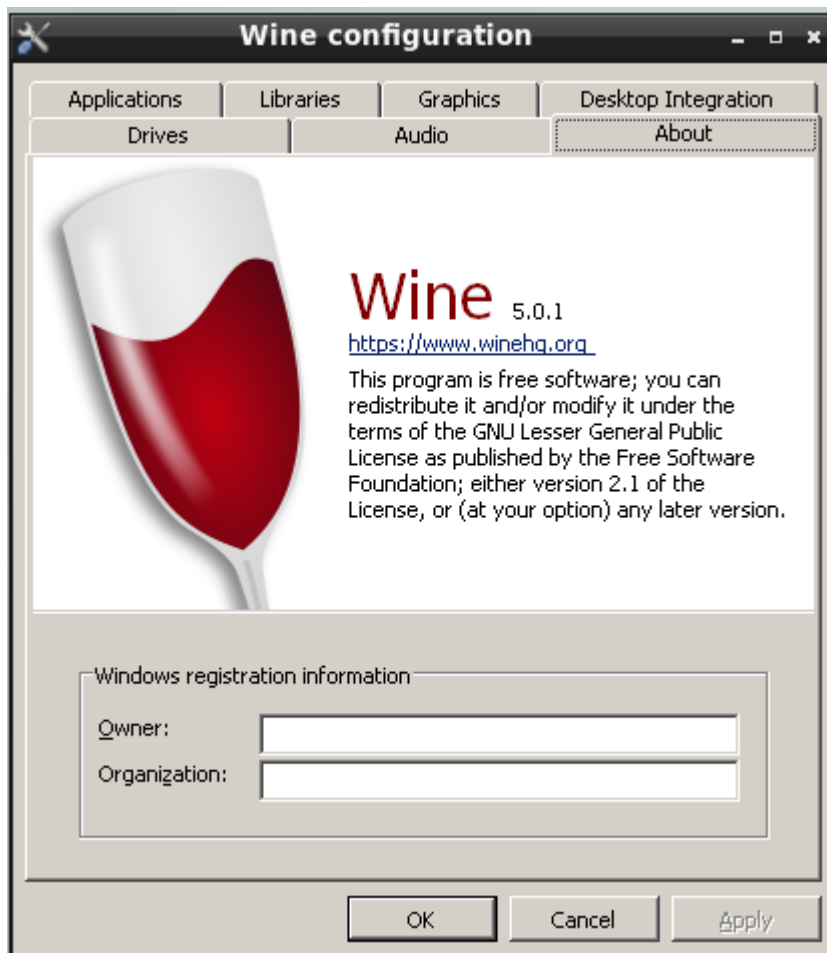 Wine configuration
Applications Libraries Graphics Desktop Integration
Drives Audio About
Wine 5.0.1
https://www.winehq.org
This program is free software; you can
redistribute it and/or modify it under the
terms of the GNU Lesser General Public
License as published by the Free Software
Foundation; either version 2.1 of the
License, or (at your option) any later version.
Windows registration information
Owner:
Organization:
OK Cancel Apply